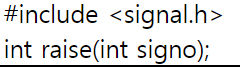 #include <signal.h>
int raise(int signo);